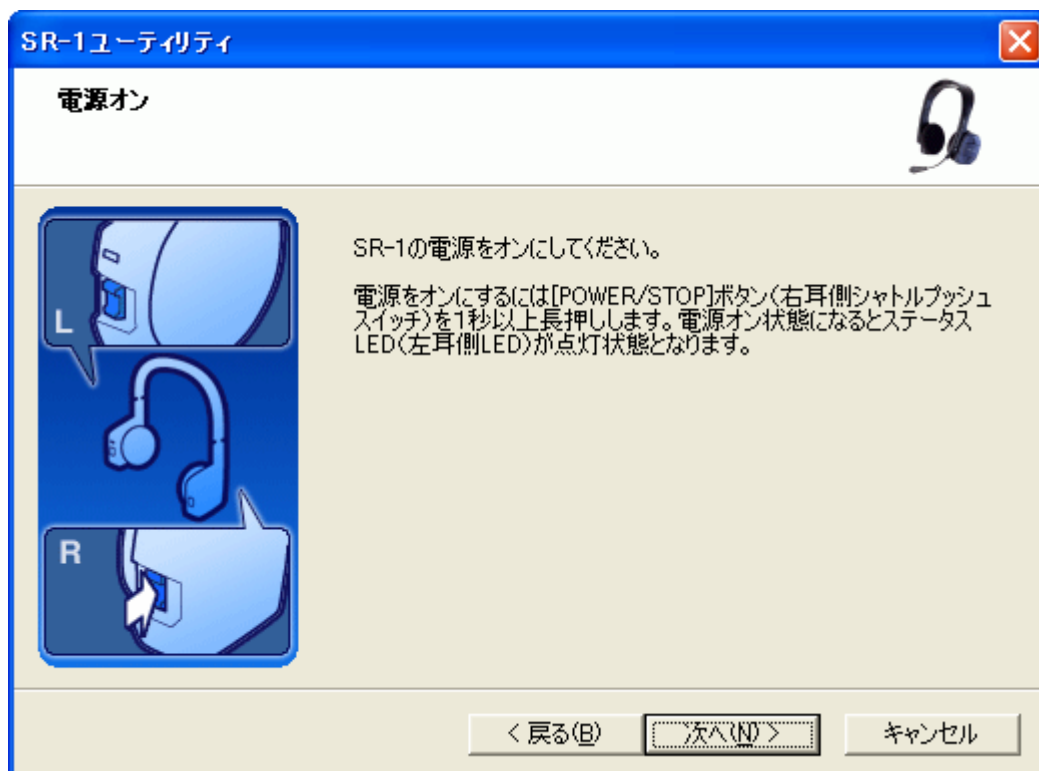 SR-1ユーティリティ
電源オン
L
R
SR-1の電源をオンにしてください。
電源をオンにするには[POWER/STOP]ボタン(右耳側シャトルプッシュ
スイッチ)を1秒以上長押しします。電源オン状態になるとステータス
LED(左耳側LED)が点灯状態となります。
< 戻る(B)
次へ(N) >
キャンセル